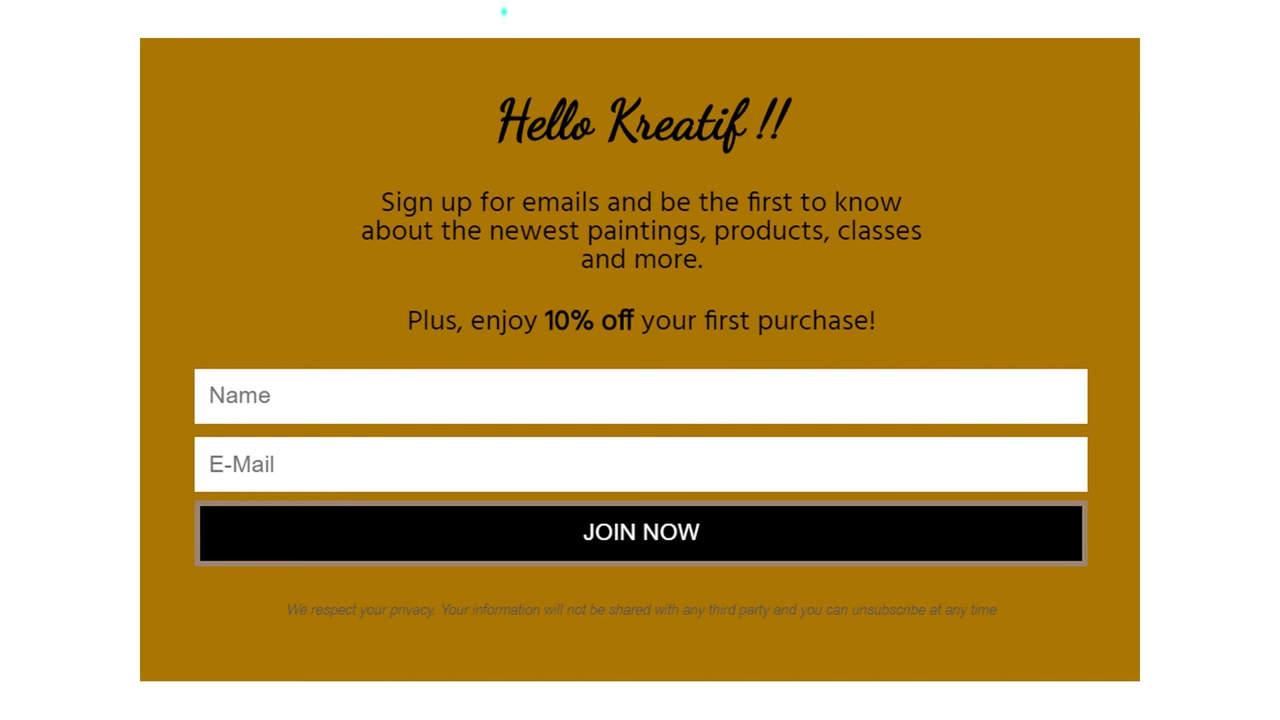 Hello Kreatif !!
Sign up for emails and be the first to know
about the newest paintings, products, classes
and more.
Plus, enjoy 10% off your first purchase!
Name
E-Mail
JOIN NOW
We respect your privacy. Your information will not be shared with any third party and you can unsubscribe at any time